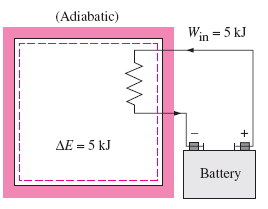 (Adiabatic)
W_in = 5 kJ
ΔE = 5 kJ
− +
Battery